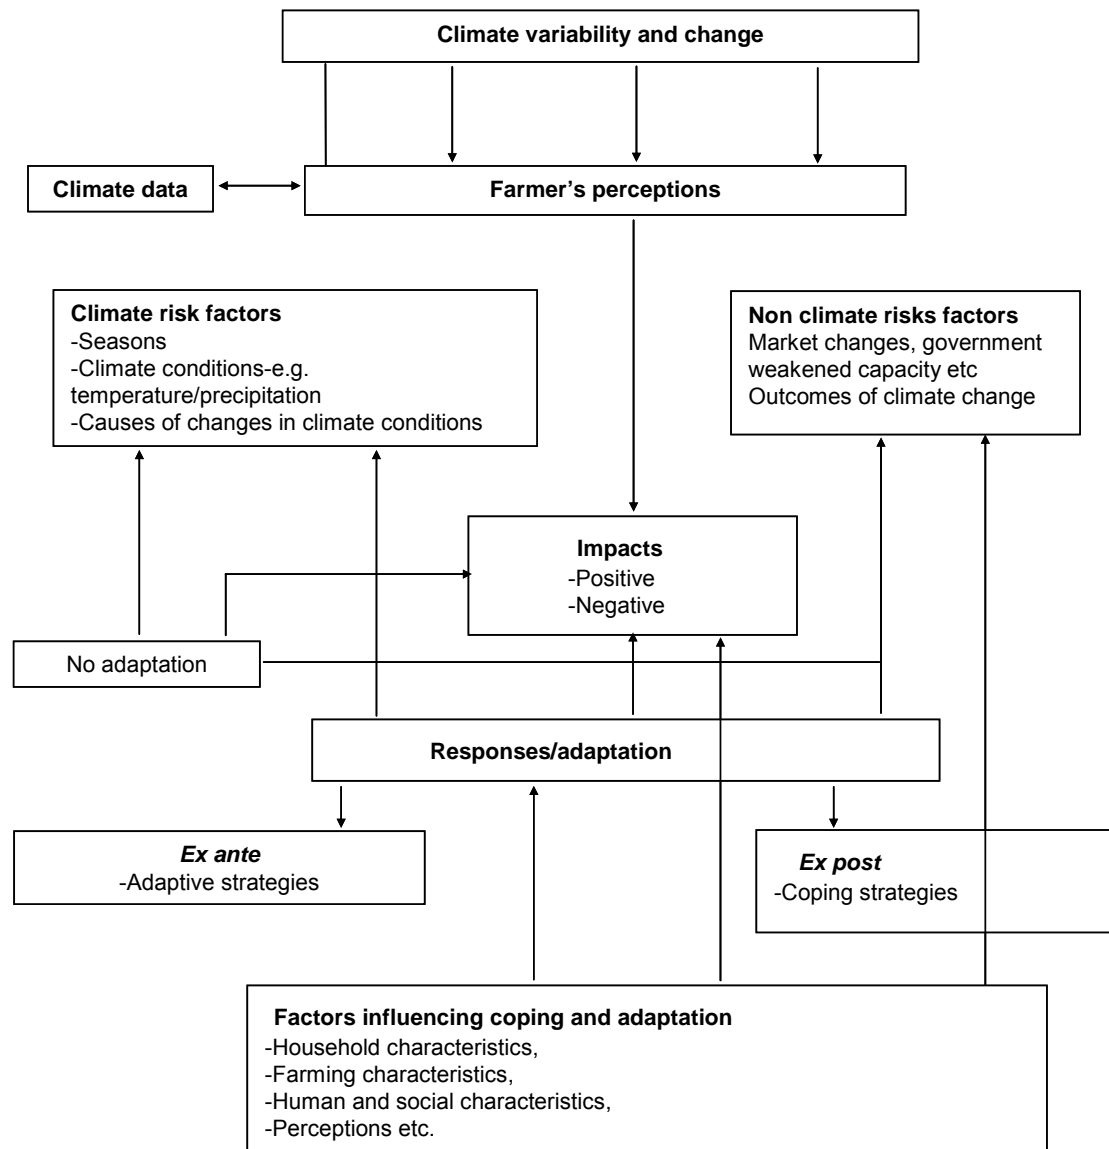 Climate variability and change
Climate data
Farmer's perceptions
Climate risk factors
-Seasons
-Climate conditions-e.g.
temperature/precipitation
-Causes of changes in climate conditions
Non climate risks factors
Market changes, government
weakened capacity etc
Outcomes of climate change
Impacts
-Positive
-Negative
No adaptation
Responses/adaptation
Ex ante
-Adaptive strategies
Ex post
-Coping strategies
Factors influencing coping and adaptation
-Household characteristics,
-Farming characteristics,
-Human and social characteristics,
-Perceptions etc.